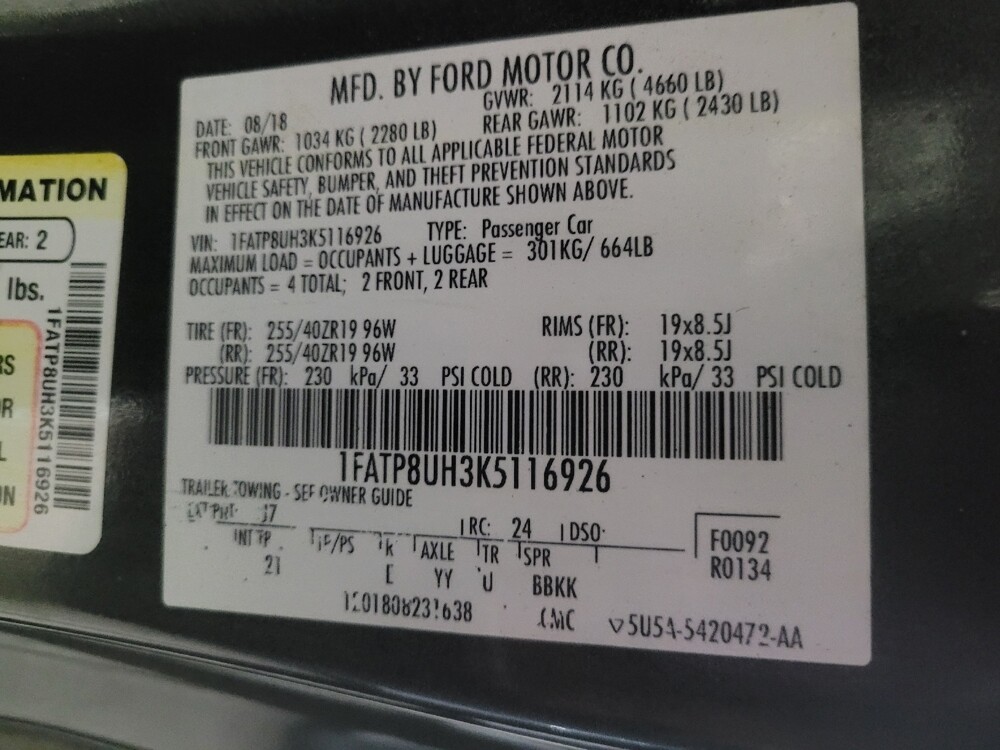 MFD. BY FORD MOTOR CO.
DATE: 08/18 GVWR: 2114 KG ( 4660 LB)
FRONT GAWR: 1034 KG ( 2280 LB) REAR GAWR: 1102 KG ( 2430 LB)
THIS VEHICLE CONFORMS TO ALL APPLICABLE FEDERAL MOTOR
VEHICLE SAFETY, BUMPER, AND THEFT PREVENTION STANDARDS
IN EFFECT ON THE DATE OF MANUFACTURE SHOWN ABOVE.
VIN: 1FATP8UH3K5116926 TYPE: Passenger Car
MAXIMUM LOAD = OCCUPANTS + LUGGAGE = 301KG/ 664LB
OCCUPANTS = 4 TOTAL; 2 FRONT, 2 REAR
TIRE (FR): 255/40ZR19 96W RIMS (FR): 19x8.5J
(RR): 255/40ZR19 96W (RR): 19x8.5J
PRESSURE (FR): 230 kPa/ 33 PSI COLD (RR): 230 kPa/ 33 PSI COLD
1FATP8UH3K5116926
TRAILER TOWING - SEE OWNER GUIDE
RC: 24 DSO:
INT TR TP/PS R AXLE TR SPR F0092
21 YY U BBKK R0134
5U5A-5420472-AA
MATION
EAR: 2
lbs.
RS
R
L
ON
1FATP8UH3K5116926